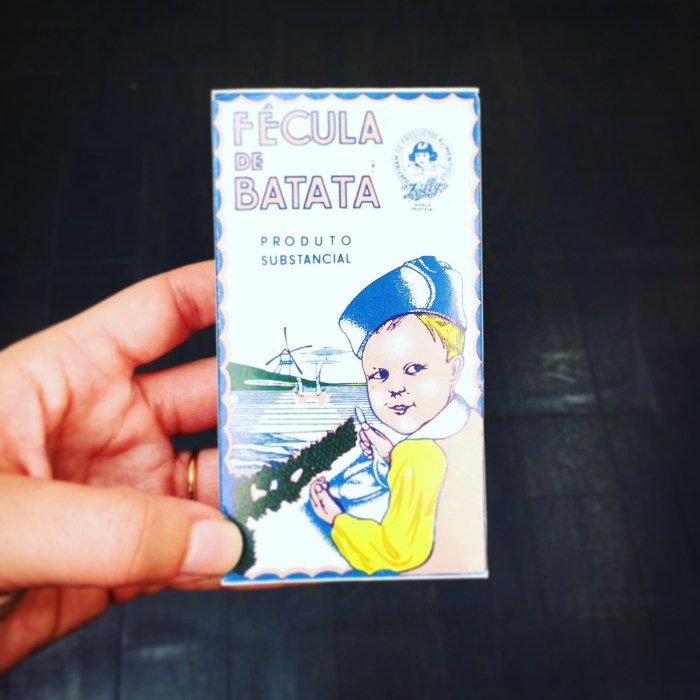 FÉCULA
DE
BATATA
PRODUTO
SUBSTANCIAL